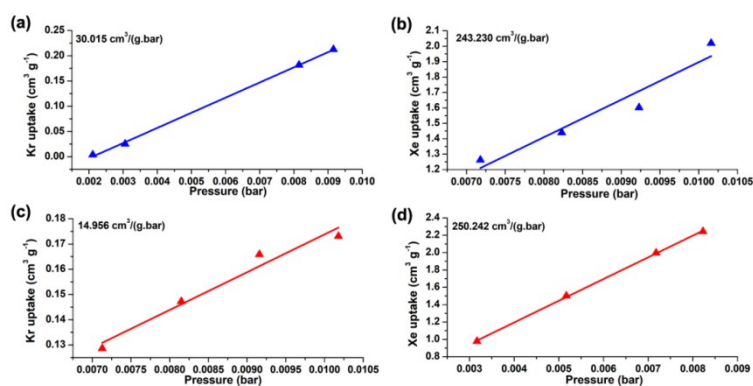 (a)
30.015 cm³/(g.bar)
Kr uptake (cm³ g⁻¹)
0.25
0.20
0.15
0.10
0.05
0.00
0.002 0.003 0.004 0.005 0.006 0.007 0.008 0.009 0.010
Pressure (bar)
(b)
243.230 cm³/(g.bar)
Xe uptake (cm³ g⁻¹)
2.1
2.0
1.9
1.8
1.7
1.6
1.5
1.4
1.3
1.2
0.0070 0.0075 0.0080 0.0085 0.0090 0.0095 0.0100 0.0105
Pressure (bar)
(c)
14.956 cm³/(g.bar)
Kr uptake (cm³ g⁻¹)
0.18
0.17
0.16
0.15
0.14
0.13
0.0070 0.0075 0.0080 0.0085 0.0090 0.0095 0.0100 0.0105
Pressure (bar)
(d)
250.242 cm³/(g.bar)
Xe uptake (cm³ g⁻¹)
2.4
2.2
2.0
1.8
1.6
1.4
1.2
1.0
0.8
0.003 0.004 0.005 0.006 0.007 0.008 0.009
Pressure (bar)